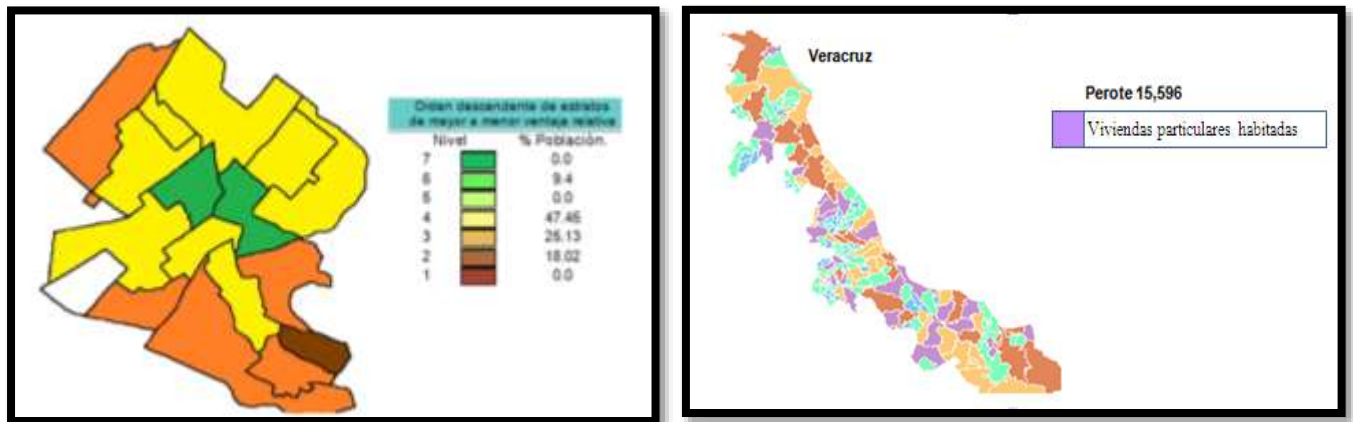 Orden descendente de estratos
de mayor a menor ventaja relativa
Nivel % Población.
7 0.0
6 9.4
5 0.0
4 47.46
3 25.13
2 18.02
1 0.0
Veracruz
Perote 15,596
Viviendas particulares habitadas